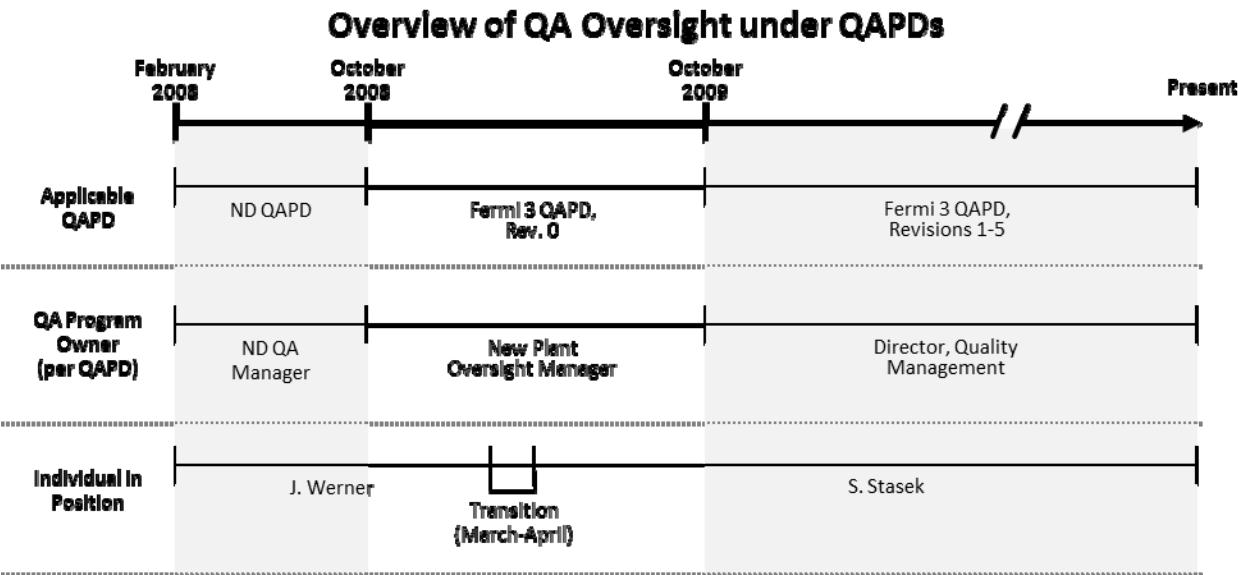 Overview of QA Oversight under QAPDs
February
2008
October
2008
October
2009
Present
Applicable
QAPD
ND QAPD
Fermi 3 QAPD,
Rev. 0
Fermi 3 QAPD,
Revisions 1-5
QA Program
Owner
(per QAPD)
ND QA
Manager
New Plant
Oversight Manager
Director, Quality
Management
Individual in
Position
J. Werner
Transition
(March-April)
S. Stasek